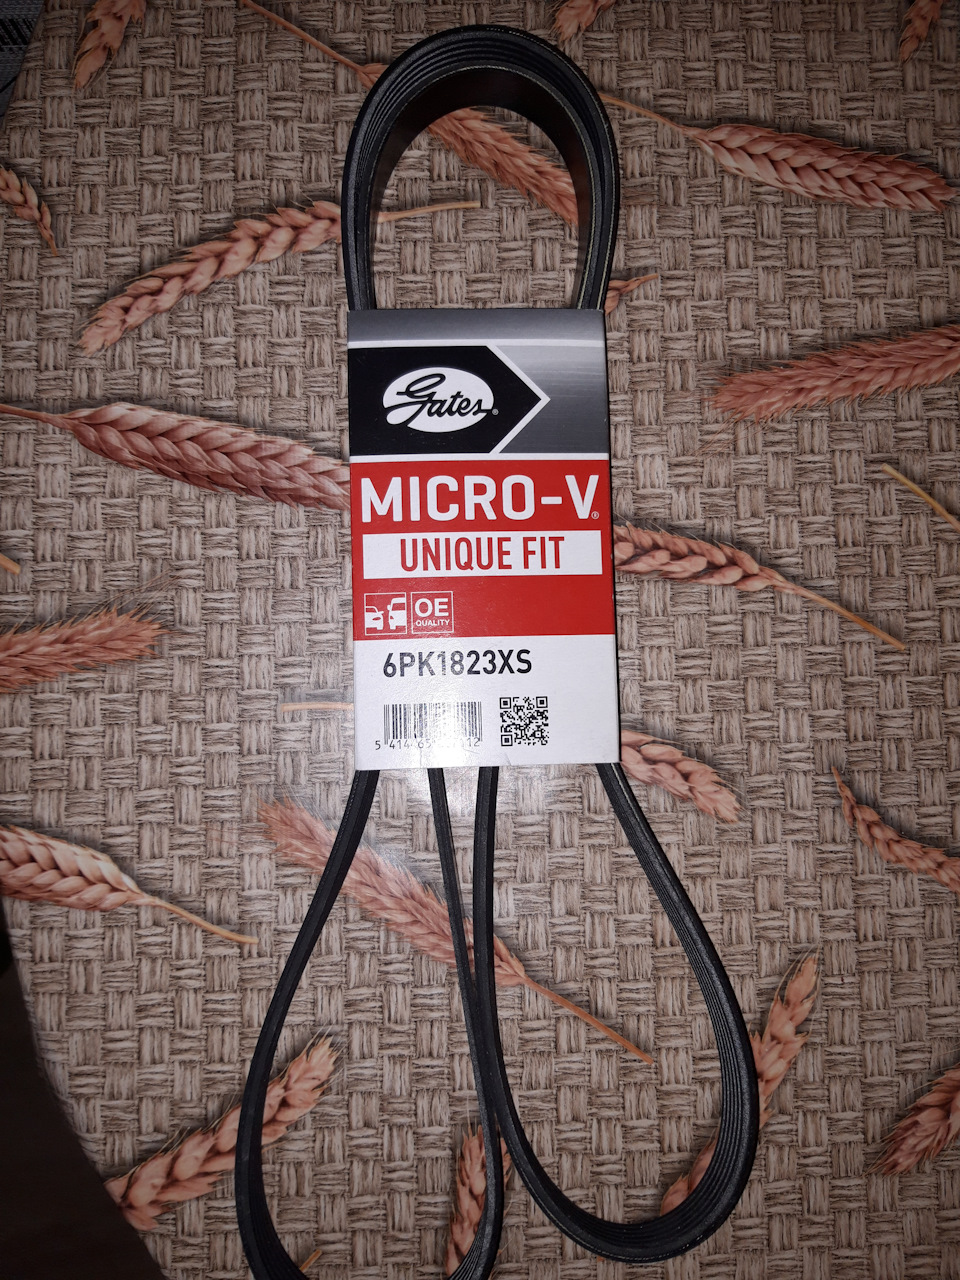 Gates®
MICRO-V®
UNIQUE FIT
OE
QUALITY
6PK1823XS